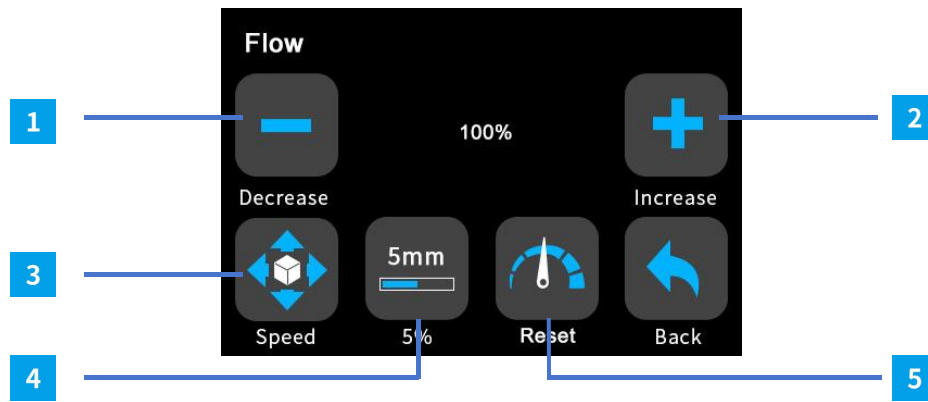 Flow
1
2
100%
Decrease
Increase
3
5mm
Speed
5%
Reset
Back
4
5